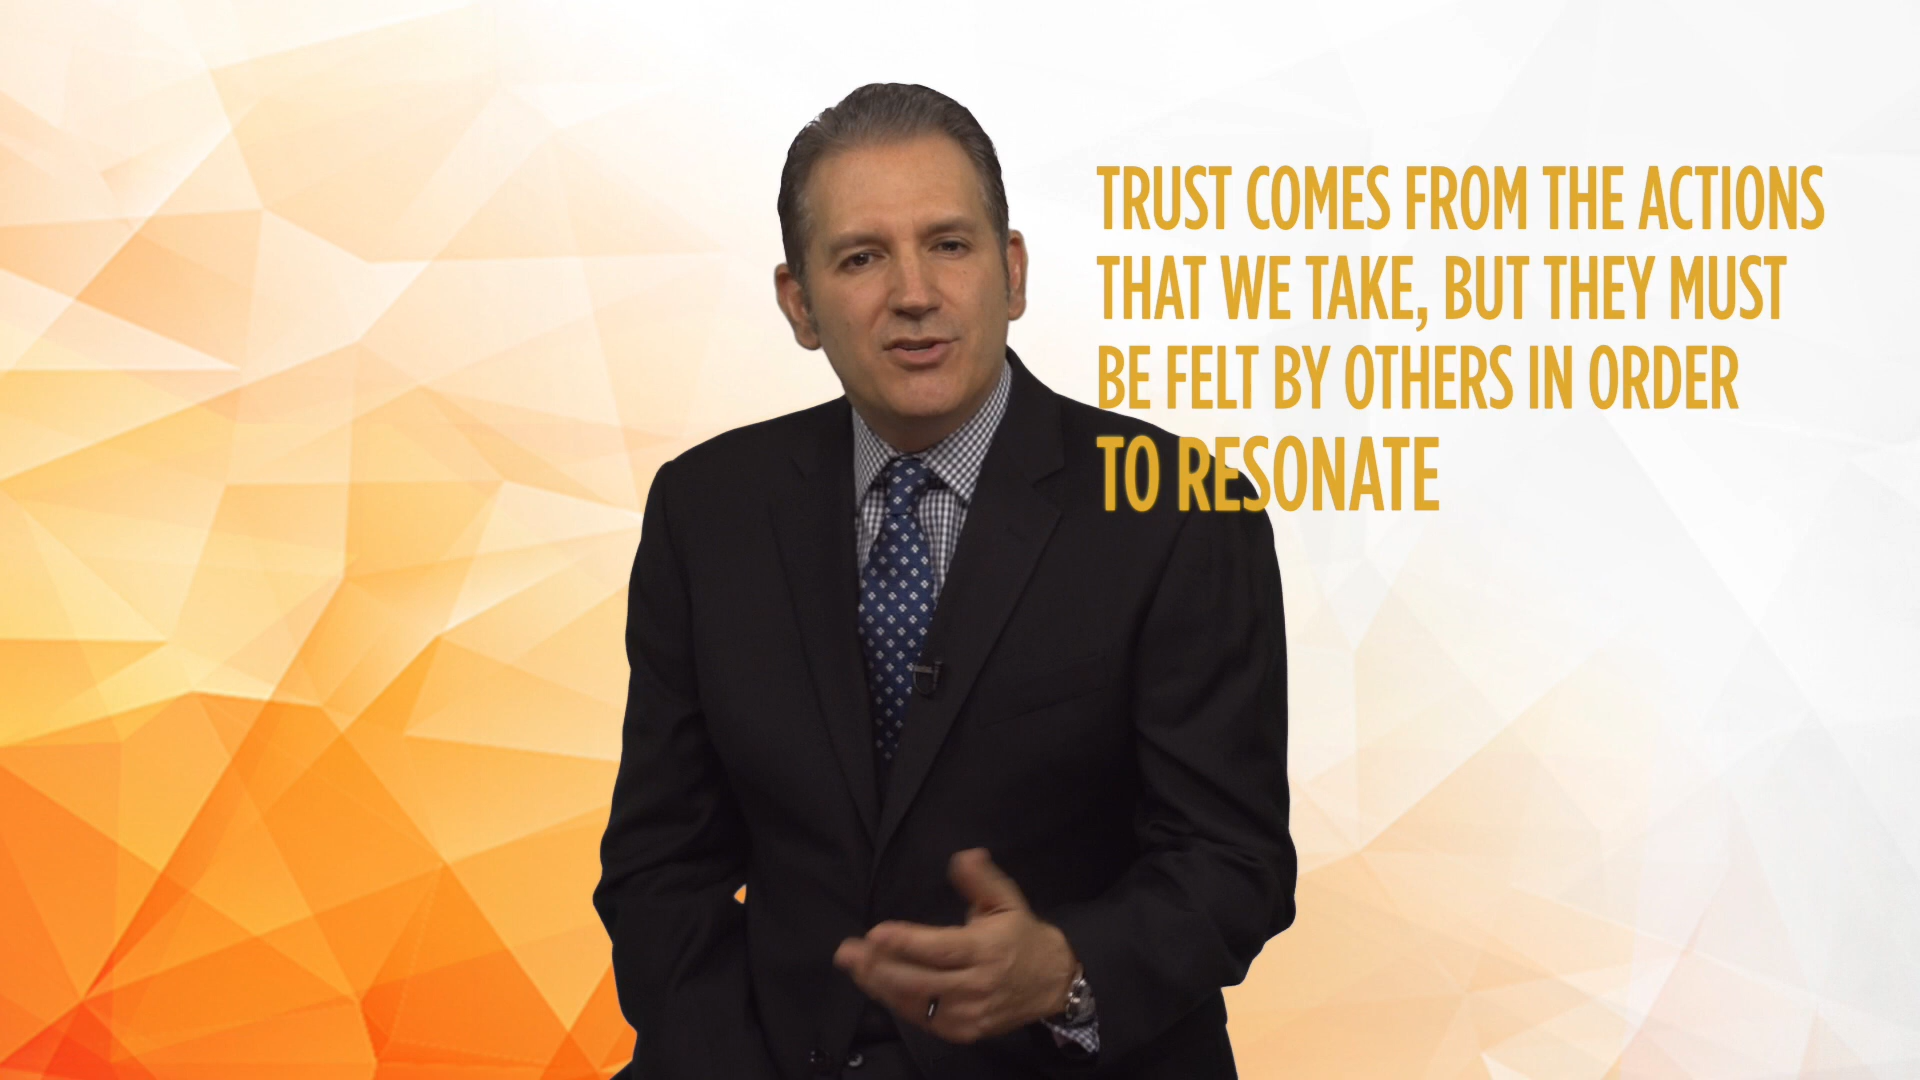 TRUST COMES FROM THE ACTIONS
THAT WE TAKE, BUT THEY MUST
BE FELT BY OTHERS IN ORDER
TO RESONATE